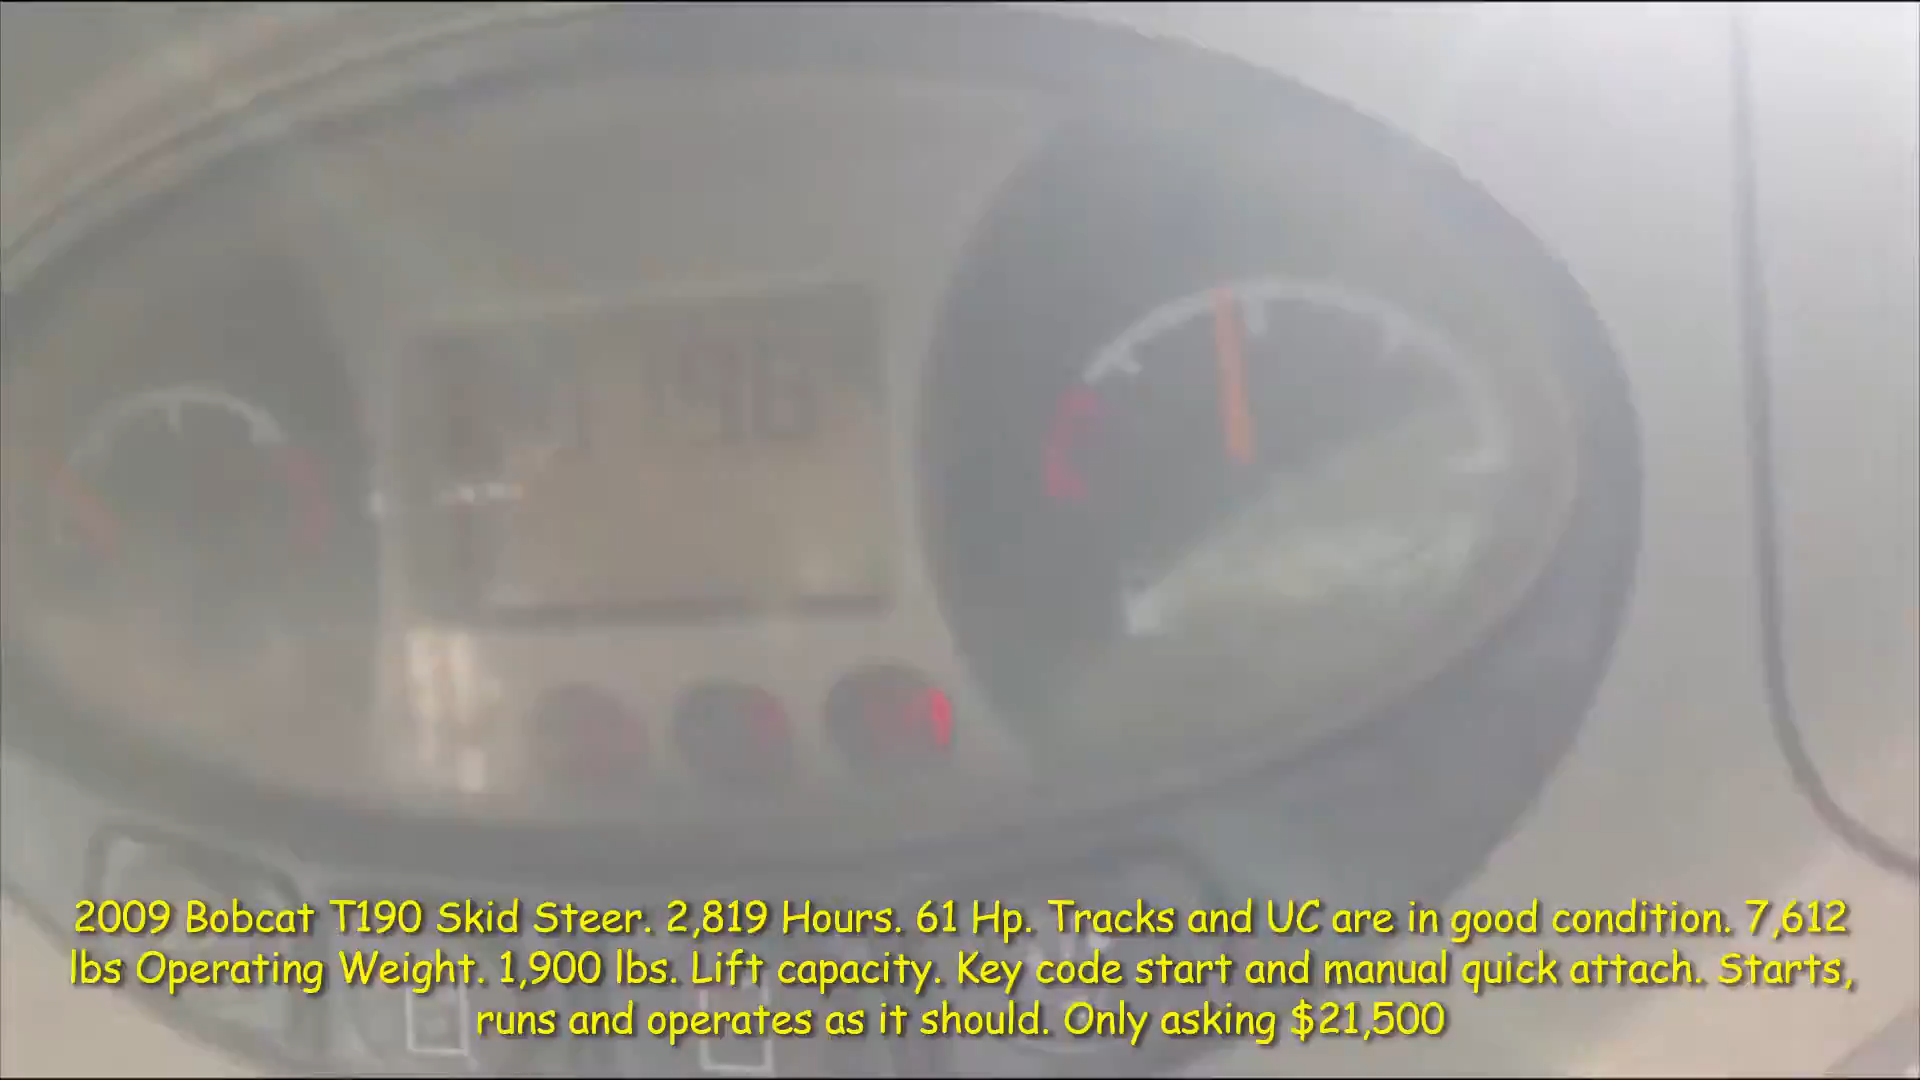 2009 Bobcat T190 Skid Steer. 2,819 Hours. 61 Hp. Tracks and UC are in good condition. 7,612
lbs Operating Weight. 1,900 lbs. Lift capacity. Key code start and manual quick attach. Starts,
runs and operates as it should. Only asking $21,500